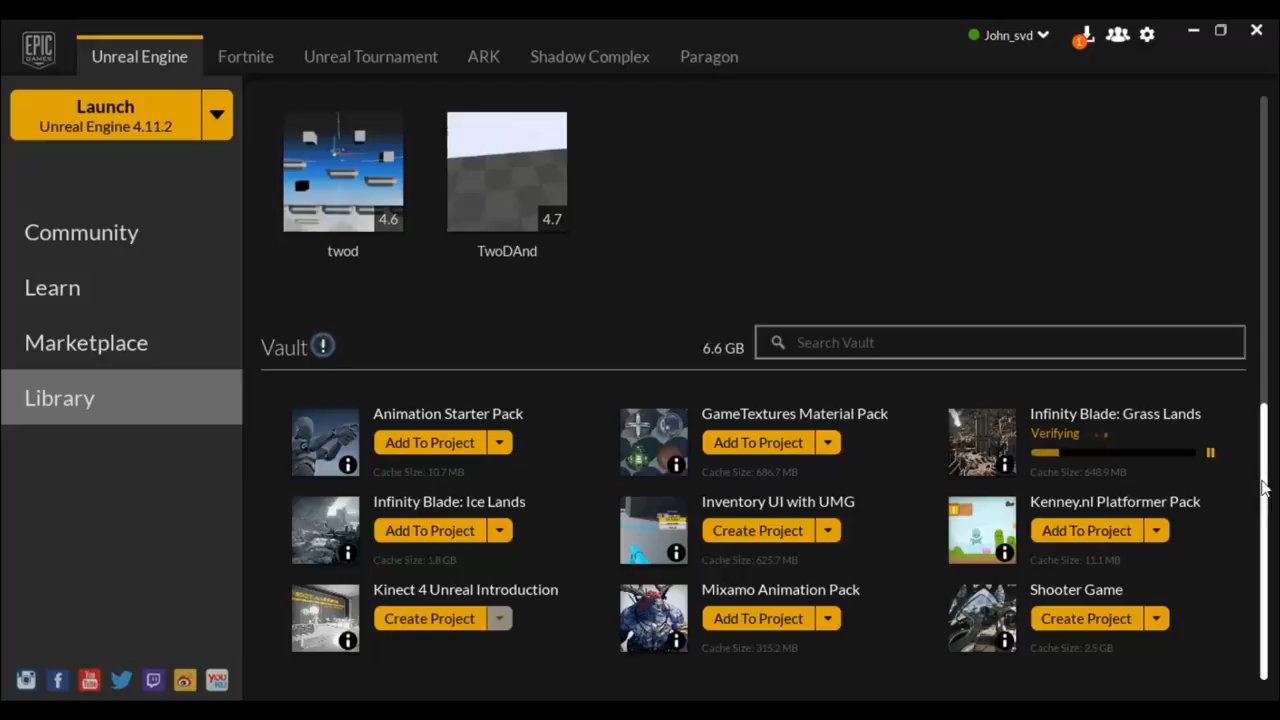 EPIC
GAMES
Unreal Engine
Fortnite
Unreal Tournament
ARK
Shadow Complex
Paragon
John_svd
1
Launch
Unreal Engine 4.11.2
Community
Learn
Marketplace
Library
4.6
twod
4.7
TwoDAnd
Vault
6.6 GB
Search Vault
Animation Starter Pack
Add To Project
Cache Size: 10.7 MB
GameTextures Material Pack
Add To Project
Cache Size: 686.7 MB
Infinity Blade: Grass Lands
Verifying
Cache Size: 648.9 MB
Infinity Blade: Ice Lands
Add To Project
Cache Size: 1.8 GB
Inventory UI with UMG
Create Project
Cache Size: 625.7 MB
Kenney.nl Platformer Pack
Add To Project
Cache Size: 11.1 MB
Kinect 4 Unreal Introduction
Create Project
Mixamo Animation Pack
Add To Project
Cache Size: 315.2 MB
Shooter Game
Create Project
Cache Size: 2.5 GB
You
Tube
YOU
KU